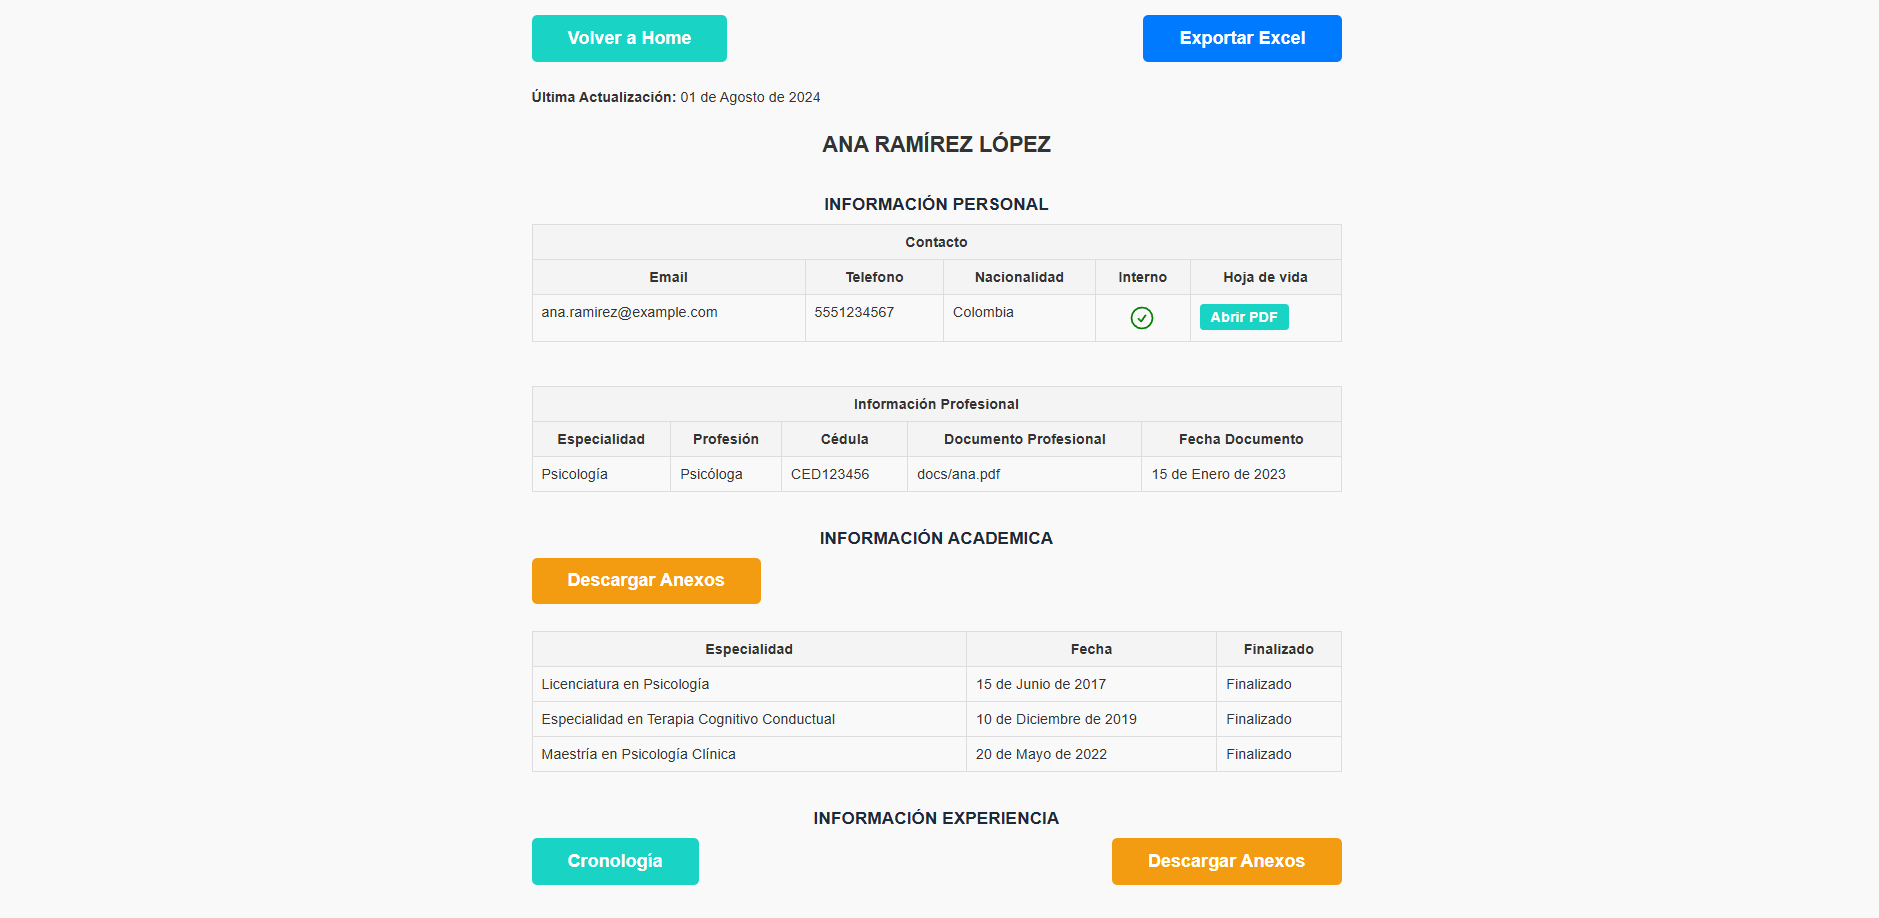 Volver a Home
Exportar Excel
Última Actualización: 01 de Agosto de 2024
ANA RAMÍREZ LÓPEZ
INFORMACIÓN PERSONAL
Contacto
Email Telefono Nacionalidad Interno Hoja de vida
ana.ramirez@example.com 5551234567 Colombia Abrir PDF
Información Profesional
Especialidad Profesión Cédula Documento Profesional Fecha Documento
Psicología Psicóloga CED123456 docs/ana.pdf 15 de Enero de 2023
INFORMACIÓN ACADEMICA
Descargar Anexos
Especialidad Fecha Finalizado
Licenciatura en Psicología 15 de Junio de 2017 Finalizado
Especialidad en Terapia Cognitivo Conductual 10 de Diciembre de 2019 Finalizado
Maestría en Psicología Clínica 20 de Mayo de 2022 Finalizado
INFORMACIÓN EXPERIENCIA
Cronología
Descargar Anexos